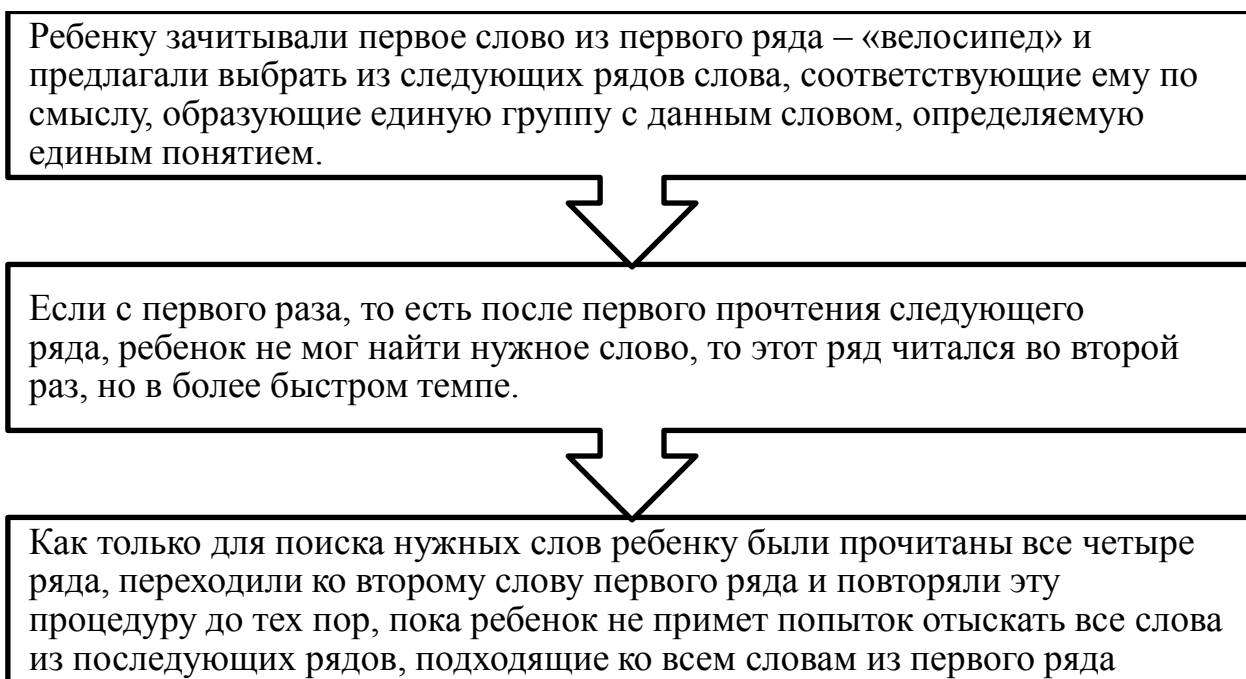 Ребенку зачитывали первое слово из первого ряда – «велосипед» и
предлагали выбрать из следующих рядов слова, соответствующие ему по
смыслу, образующие единую группу с данным словом, определяемую
единым понятием.
Если с первого раза, то есть после первого прочтения следующего
ряда, ребенок не мог найти нужное слово, то этот ряд читался во второй
раз, но в более быстром темпе.
Как только для поиска нужных слов ребенку были прочитаны все четыре
ряда, переходили ко второму слову первого ряда и повторяли эту
процедуру до тех пор, пока ребенок не примет попыток отыскать все слова
из последующих рядов, подходящие ко всем словам из первого ряда